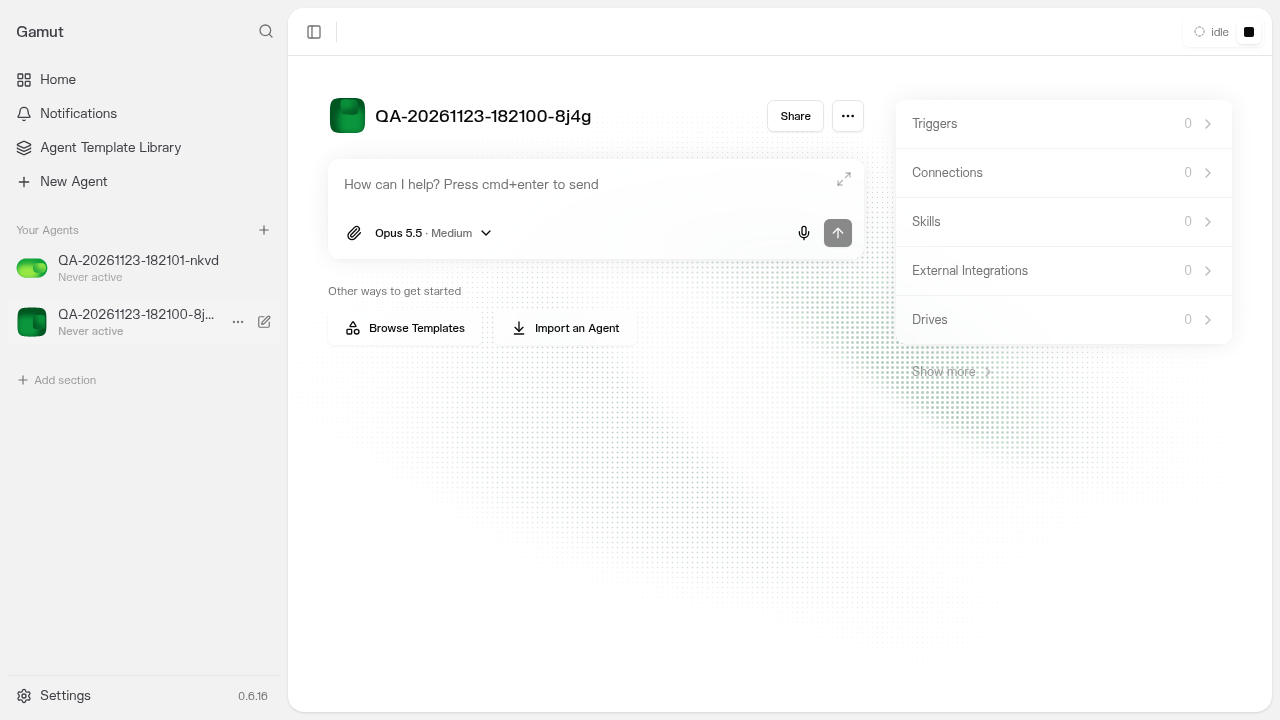 Gamut
Home
Notifications
Agent Template Library
New Agent
Your Agents
QA-20261123-182101-nkvd
Never active
QA-20261123-182100-8j...
Never active
Add section
Settings
0.6.16
idle
QA-20261123-182100-8j4g
Share
How can I help? Press cmd+enter to send
Opus 5.5 · Medium
Other ways to get started
Browse Templates
Import an Agent
Triggers 0
Connections 0
Skills 0
External Integrations 0
Drives 0
Show more